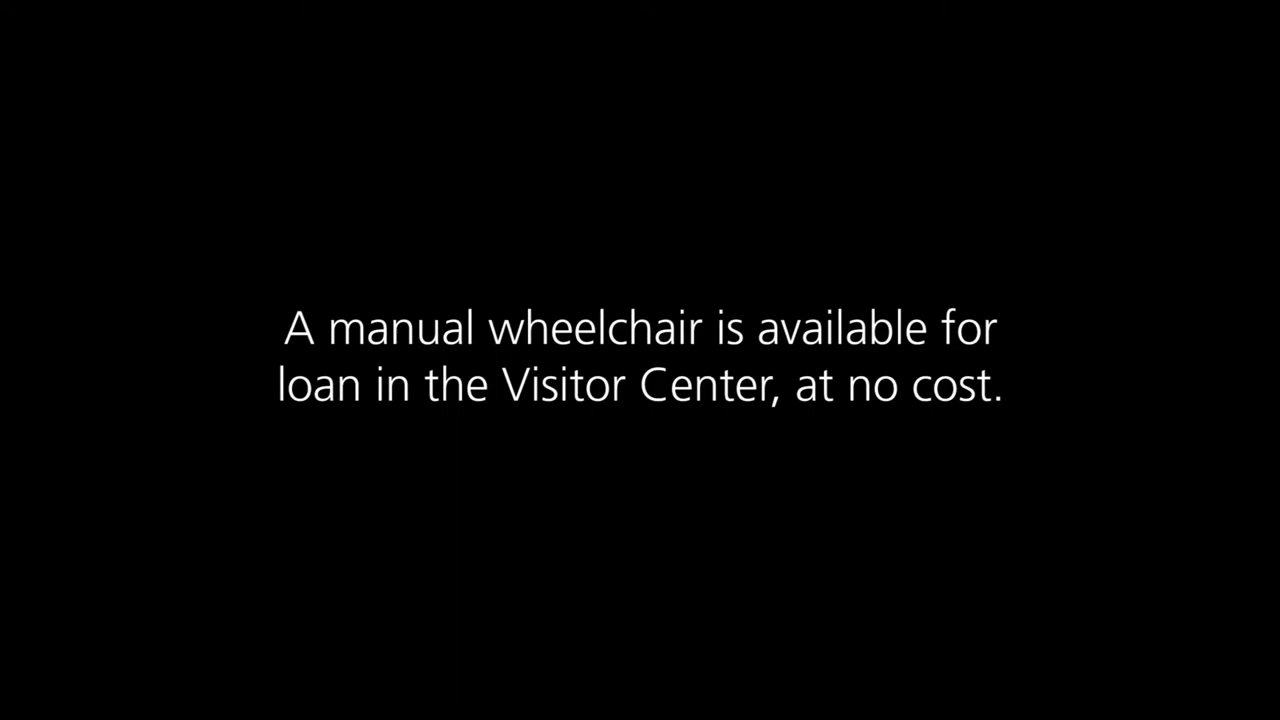 A manual wheelchair is available for
loan in the Visitor Center, at no cost.